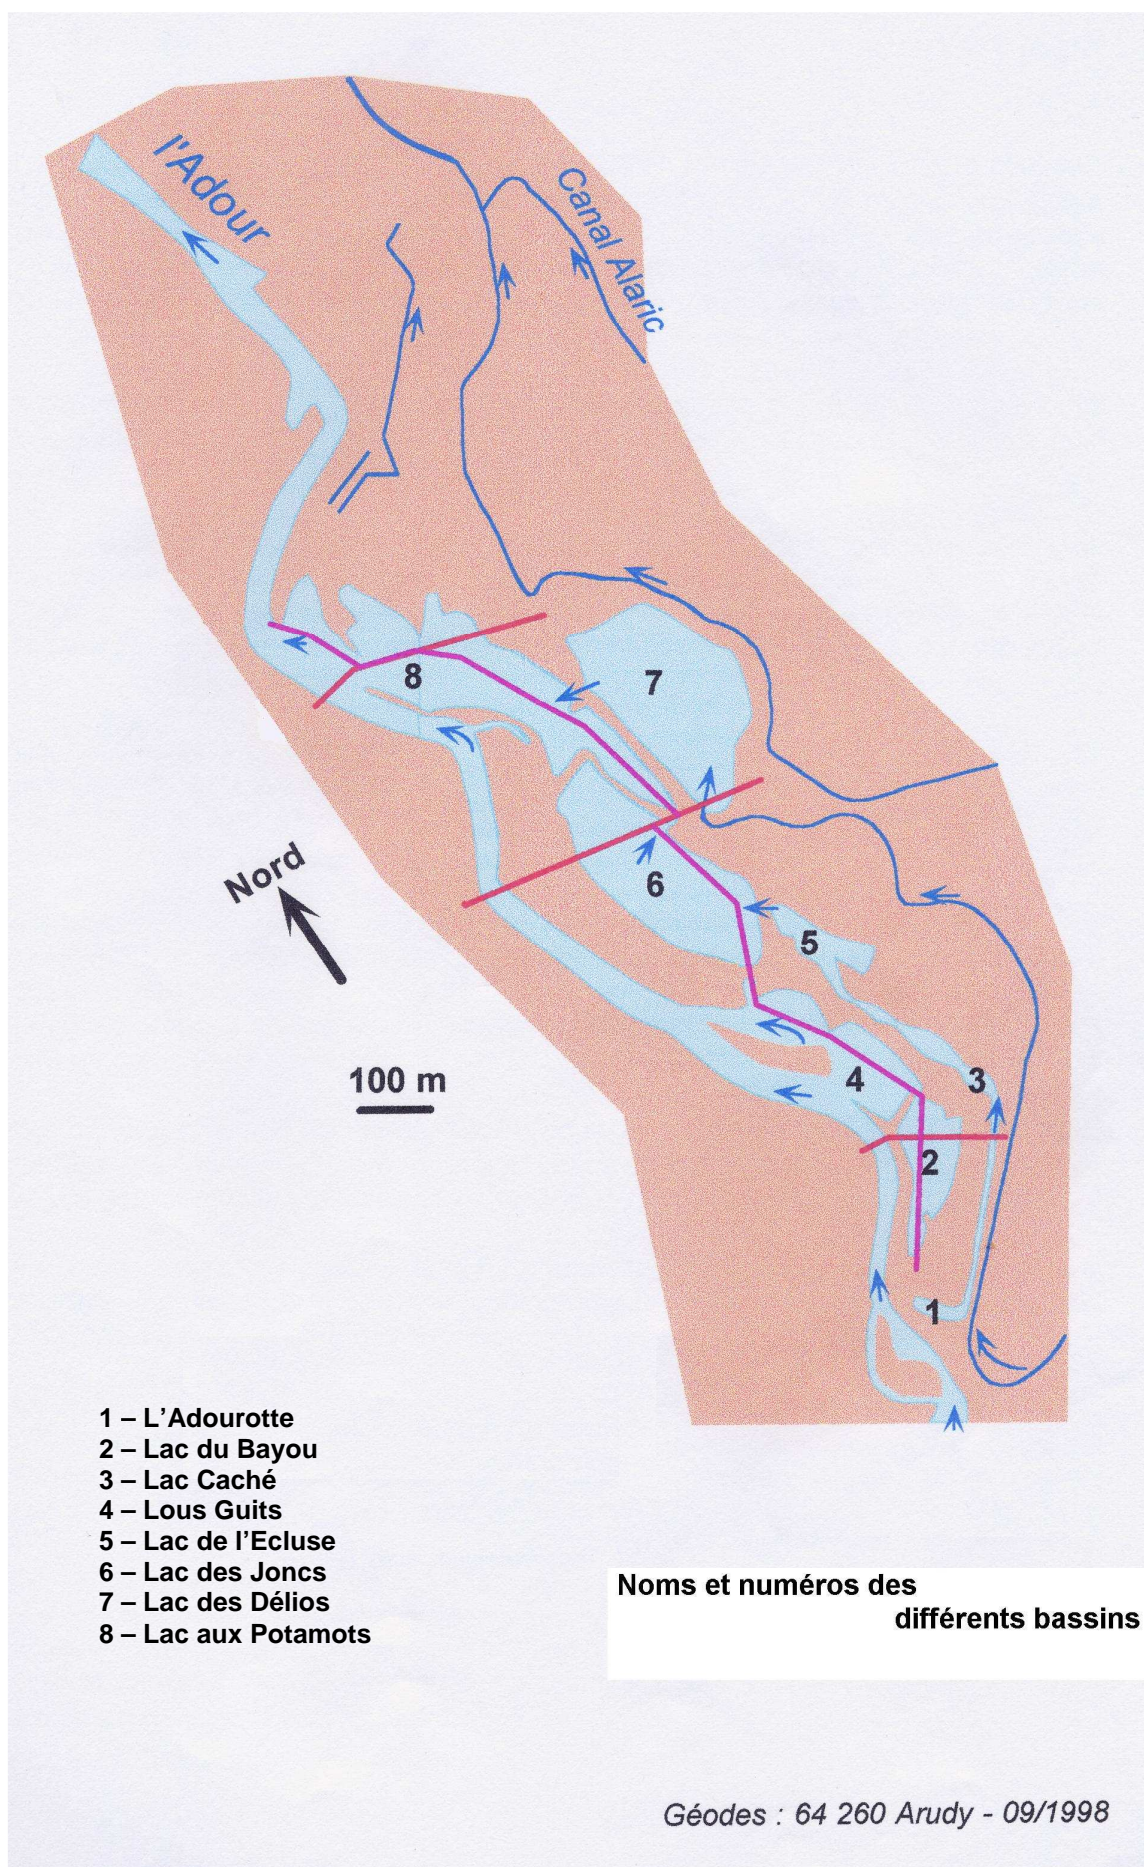 l'Adour
Canal Alaric
8
7
Nord
6
5
100 m
4
3
2
1
1 – L'Adourotte
2 – Lac du Bayou
3 – Lac Caché
4 – Lous Guits
5 – Lac de l'Ecluse
6 – Lac des Joncs
7 – Lac des Délios
8 – Lac aux Potamots
Noms et numéros des
différents bassins
Géodes : 64 260 Arudy - 09/1998